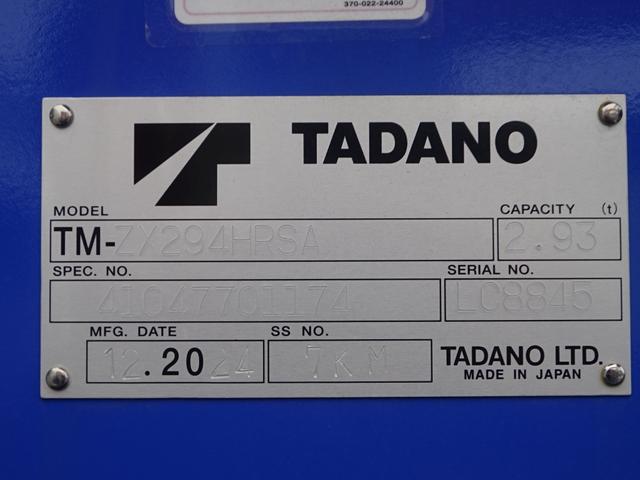 370-022-24400
TADANO
MODEL
CAPACITY (t)
TM-ZX294HRSA
2.93
SPEC. NO.
SERIAL NO.
41047701174
LC8845
MFG. DATE
SS NO.
12.2024
7KM
TADANO LTD.
MADE IN JAPAN